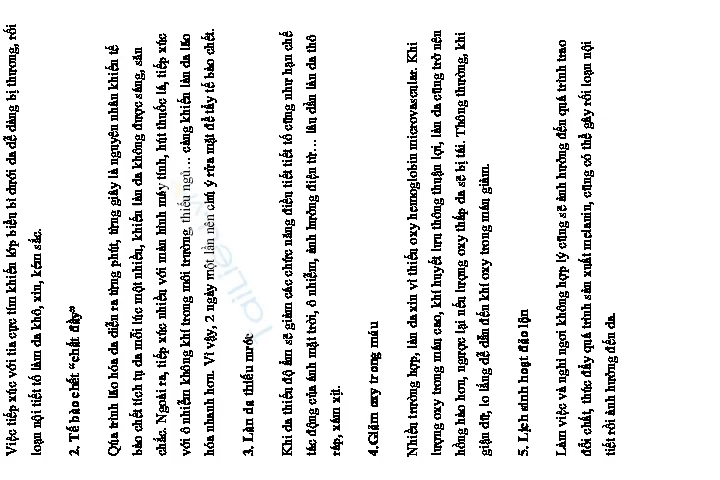 Việc tiếp xúc với tia cực tím khiến lớp biểu bì dưới da dễ dàng bị thương, rối
loạn nội tiết tố làm da khô, xỉn, kém sắc.
2. Tế bào chết “chất đầy”
Qúa trình lão hóa da diễn ra từng phút, từng giây là nguyên nhân khiến tế
bào chết tích tụ da mỗi lúc một nhiều, khiến làn da không được sáng, săn
chắc. Ngoài ra, tiếp xúc nhiều với màn hình máy tính, hút thuốc lá, tiếp xúc
với ô nhiễm không khí trong môi trường, thiếu ngủ… càng khiến làn da lão
hóa nhanh hơn. Vì vậy, 2 ngày một lần nên chú ý rửa mặt để tẩy tế bào chết.
3. Làn da thiếu nước
Khi da thiếu độ ẩm sẽ giảm các chức năng điều tiết tiết tố cũng như hạn chế
tác động của ánh mặt trời, ô nhiễm, ảnh hưởng điện từ… lâu dần làn da thô
ráp, xám xịt.
4.Giảm oxy trong máu
Nhiều trường hợp, làn da xỉn vì thiếu oxy hemoglobin microvascular. Khi
lượng oxy trong máu cao, khí huyết lưu thông thuận lợi, làn da cũng trở nên
hồng hào hơn, ngược lại nếu lượng oxy thấp da sẽ bị tái. Thông thường, khi
giận dữ, lo lắng dễ dẫn đến khí oxy trong máu giảm.
5. Lịch sinh hoạt đảo lộn
Làm việc và nghỉ ngơi không hợp lý cũng sẽ ảnh hưởng đến quá trình trao
đổi chất, thúc đẩy quá trình sản xuất melanin, cũng có thể gây rối loạn nội
tiết rồi ảnh hưởng đến da.